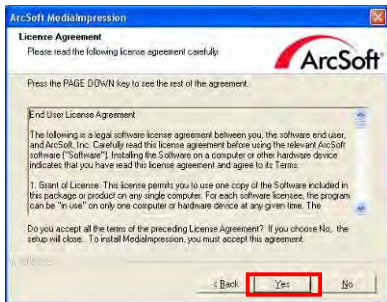 ArcSoft MediaImpression
License Agreement
Please read the following license agreement carefully.
ArcSoft
Press the PAGE DOWN key to see the rest of the agreement.
End User License Agreement
The following is a legal software license agreement between you, the software end user,
and ArcSoft, Inc. Carefully read this license agreement before using the relevant ArcSoft
software ("Software"). Installing the Software on a computer or other hardware device
indicates that you have read this license agreement and agree to its Terms.
1. Grant of License. This license permits you to use one copy of the Software included in
this package or product on any single computer. For each software licensee, the program
can be "in use" on only one computer or hardware device at any given time. The
Do you accept all the terms of the preceding License Agreement? If you choose No, the
setup will close. To install MediaImpression, you must accept this agreement.
< Back Yes No